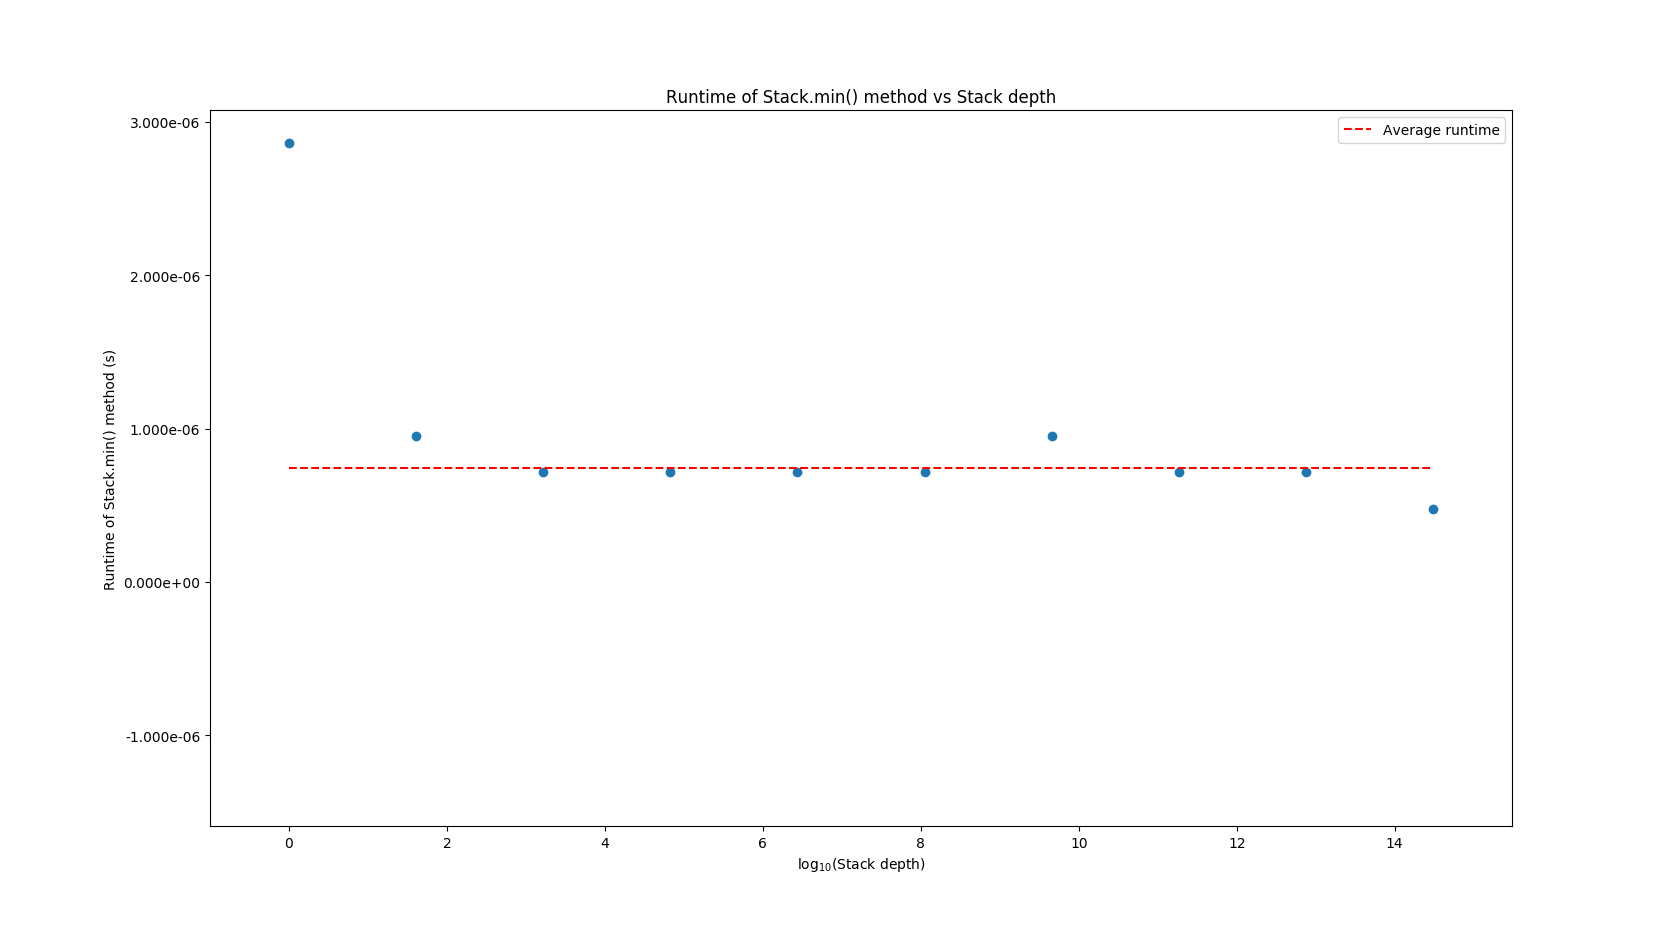 Runtime of Stack.min() method vs Stack depth
Average runtime
3.000e-06
2.000e-06
1.000e-06
0.000e+00
-1.000e-06
Runtime of Stack.min() method (s)
0 2 4 6 8 10 12 14
log₁₀(Stack depth)